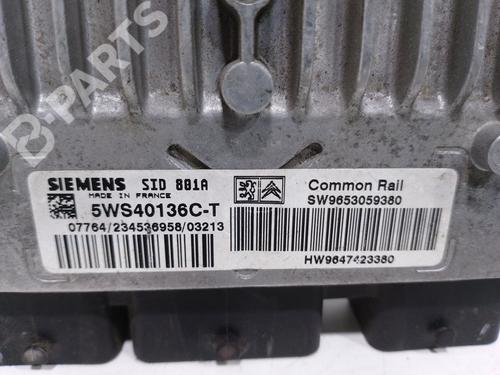 B-PARTS
SIEMENS SID 801A
MADE IN FRANCE
5WS40136C-T
07764/234536958/03213
Common Rail
SW9653059380
HW9647423380